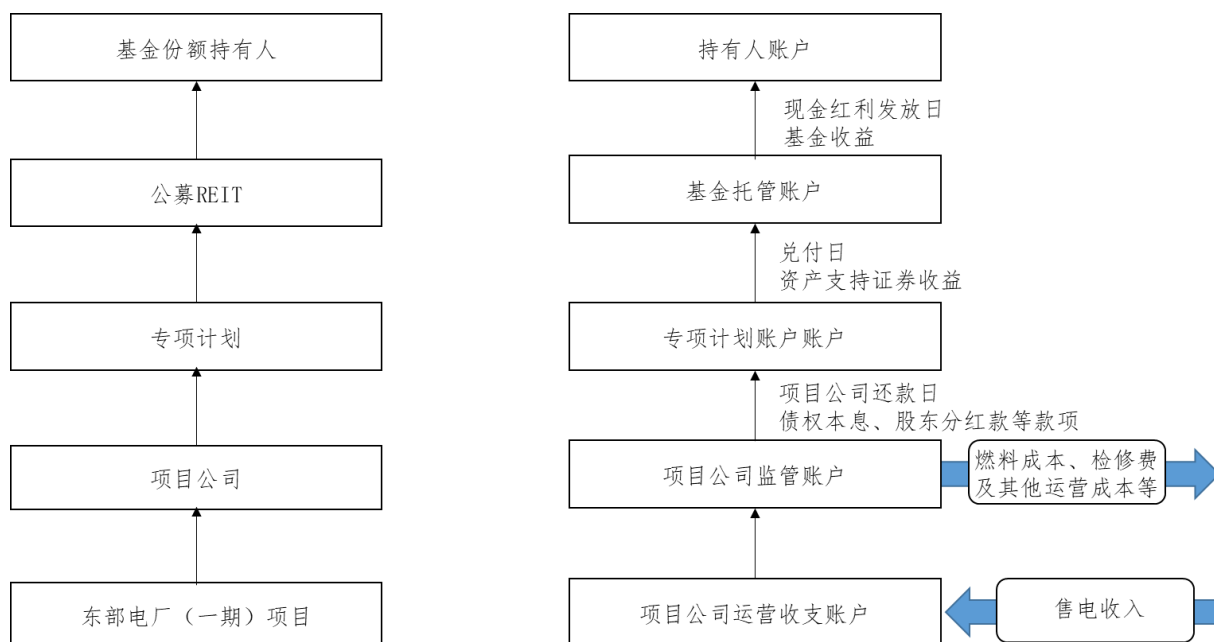 基金份额持有人
持有人账户
现金红利发放日
基金收益
公募REIT
基金托管账户
兑付日
资产支持证券收益
专项计划
专项计划账户账户
项目公司还款日
债权本息、股东分红款等款项
项目公司
项目公司监管账户
燃料成本、检修费
及其他运营成本等
东部电厂（一期）项目
项目公司运营收支账户
售电收入